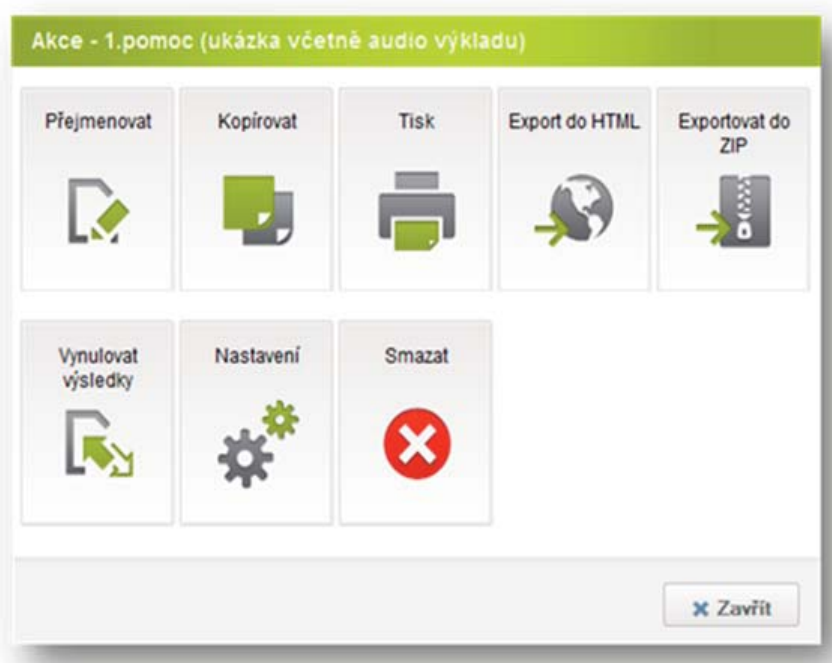 Akce - 1.pomoc (ukázka včetně audio výkladu)
Přejmenovat
Kopírovat
Tisk
Export do HTML
Exportovat do
ZIP
Vynulovat
výsledky
Nastavení
Smazat
Zavřít